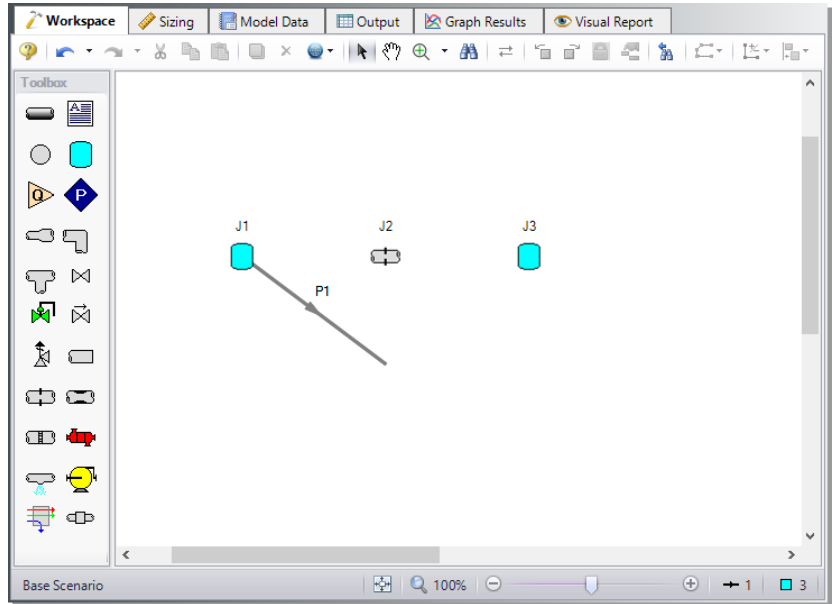 Workspace Sizing Model Data Output Graph Results Visual Report
Toolbox
A
Q P
J1 J2 J3
P1
Base Scenario 100% 1 3